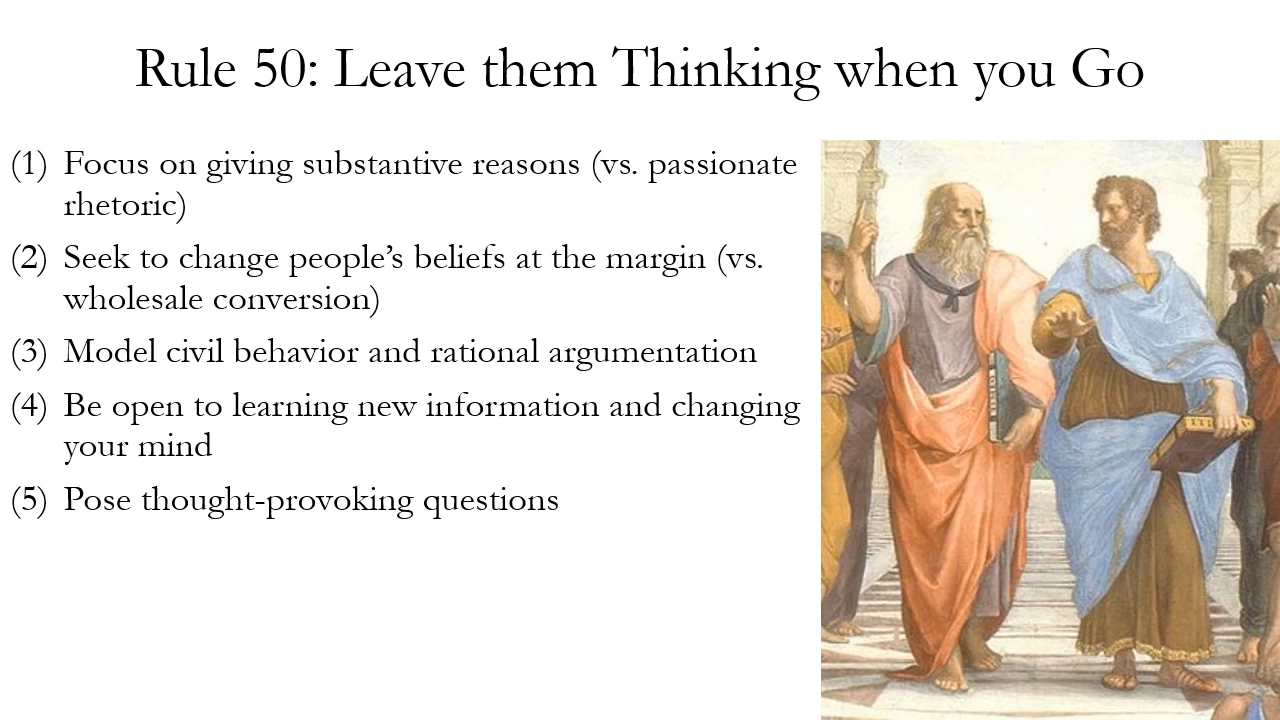 Rule 50: Leave them Thinking when you Go
(1) Focus on giving substantive reasons (vs. passionate
rhetoric)
(2) Seek to change people’s beliefs at the margin (vs.
wholesale conversion)
(3) Model civil behavior and rational argumentation
(4) Be open to learning new information and changing
your mind
(5) Pose thought-provoking questions